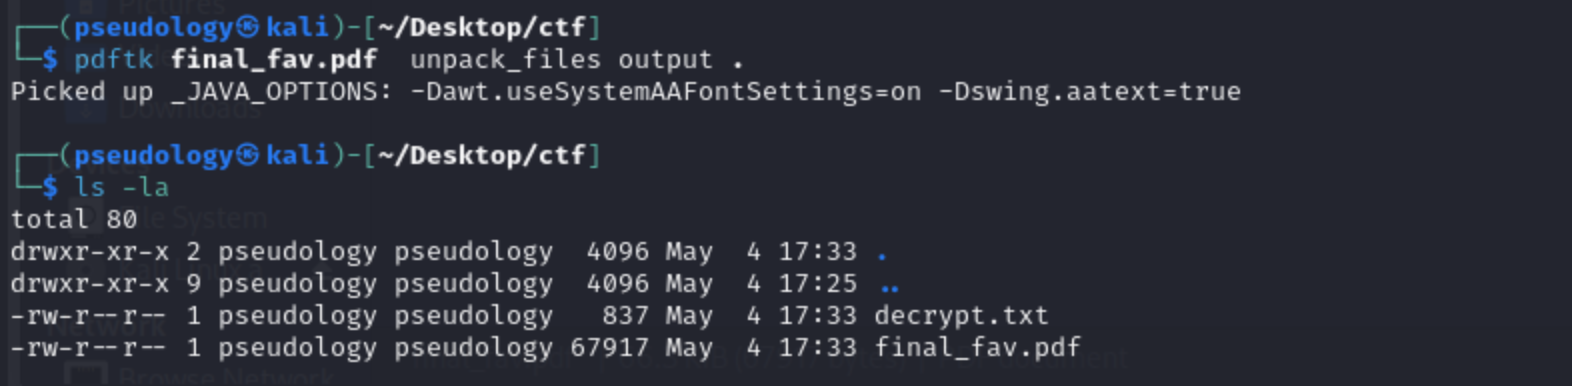 ┌──(pseudology㉿kali)-[~/Desktop/ctf]
└─$ pdftk final_fav.pdf  unpack_files output .
Picked up _JAVA_OPTIONS: -Dawt.useSystemAAFontSettings=on -Dswing.aatext=true
┌──(pseudology㉿kali)-[~/Desktop/ctf]
└─$ ls -la
total 80
drwxr-xr-x 2 pseudology pseudology  4096 May  4 17:33 .
drwxr-xr-x 9 pseudology pseudology  4096 May  4 17:25 ..
-rw-r--r-- 1 pseudology pseudology   837 May  4 17:33 decrypt.txt
-rw-r--r-- 1 pseudology pseudology 67917 May  4 17:33 final_fav.pdf